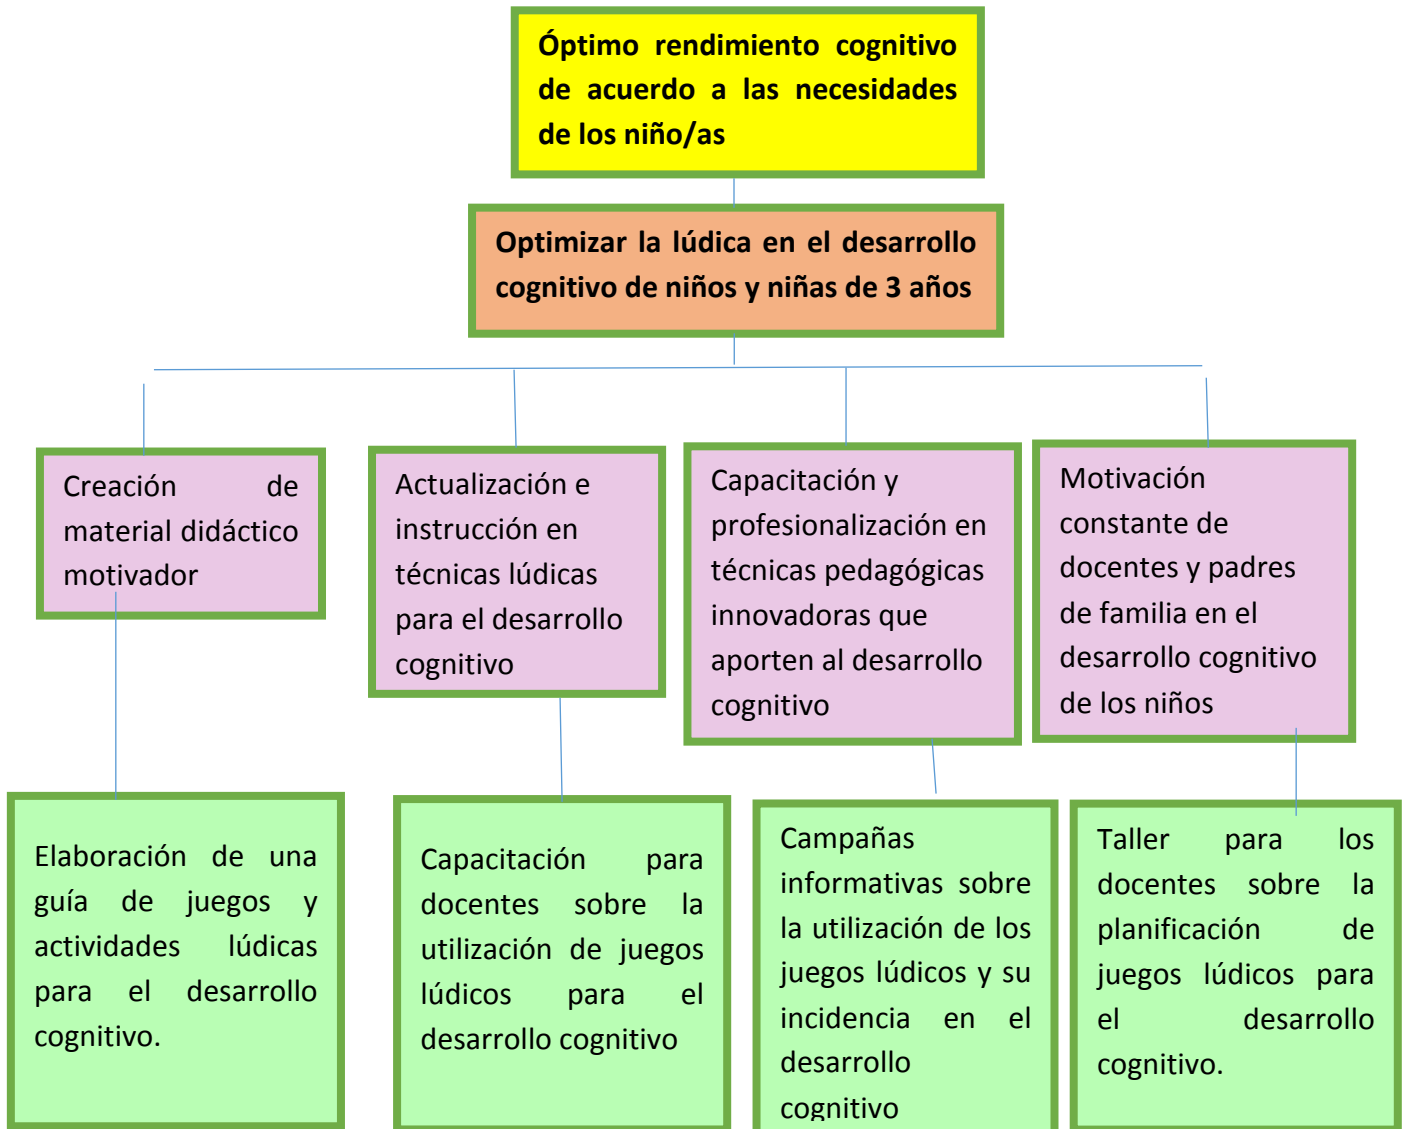 Óptimo rendimiento cognitivo
de acuerdo a las necesidades
de los niño/as
Optimizar la lúdica en el desarrollo
cognitivo de niños y niñas de 3 años
Creación de
material didáctico
motivador
Actualización e
instrucción en
técnicas lúdicas
para el desarrollo
cognitivo
Capacitación y
profesionalización en
técnicas pedagógicas
innovadoras que
aporten al desarrollo
cognitivo
Motivación
constante de
docentes y padres
de familia en el
desarrollo cognitivo
de los niños
Elaboración de una
guía de juegos y
actividades lúdicas
para el desarrollo
cognitivo.
Capacitación para
docentes sobre la
utilización de juegos
lúdicos para el
desarrollo cognitivo
Campañas
informativas sobre
la utilización de los
juegos lúdicos y su
incidencia en el
desarrollo
cognitivo
Taller para los
docentes sobre la
planificación de
juegos lúdicos para
el desarrollo
cognitivo.